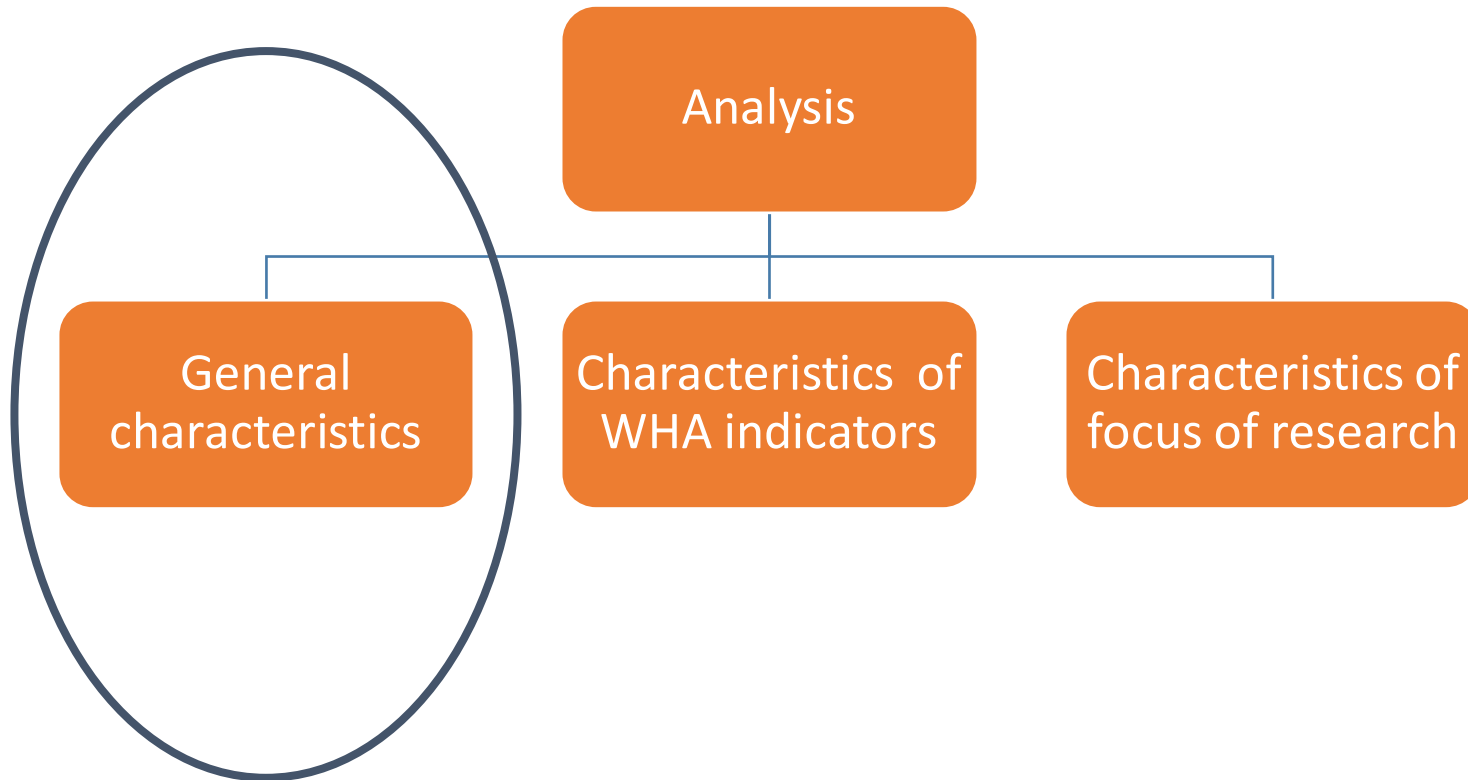 Analysis
General
characteristics
Characteristics  of
WHA indicators
Characteristics of
focus of research